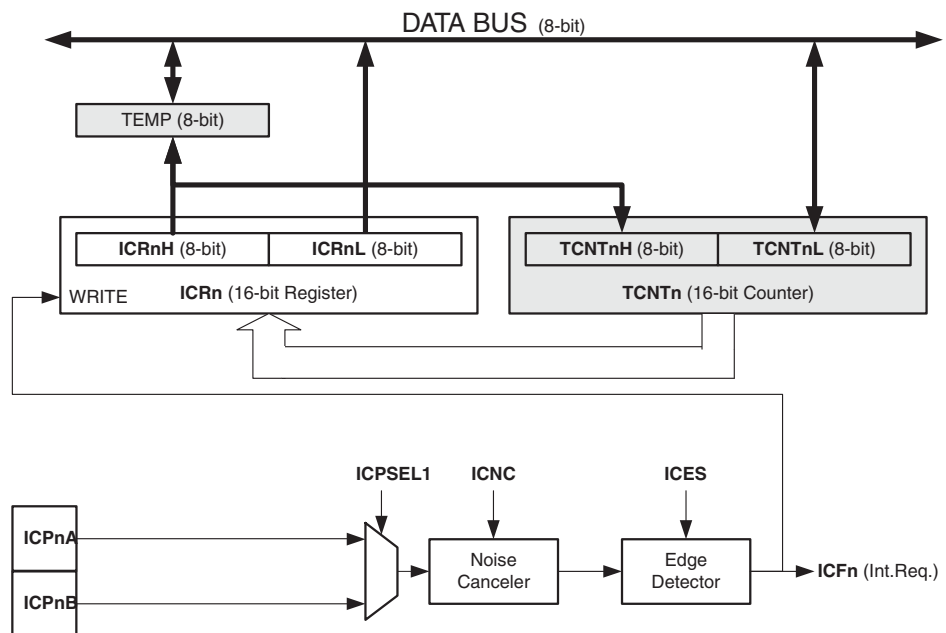 DATA BUS (8-bit)
TEMP (8-bit)
ICRnH (8-bit)
ICRnL (8-bit)
TCNTnH (8-bit)
TCNTnL (8-bit)
WRITE
ICRn (16-bit Register)
TCNTn (16-bit Counter)
ICPSEL1
ICNC
ICES
ICPnA
ICPnB
Noise
Canceler
Edge
Detector
ICFn (Int.Req.)